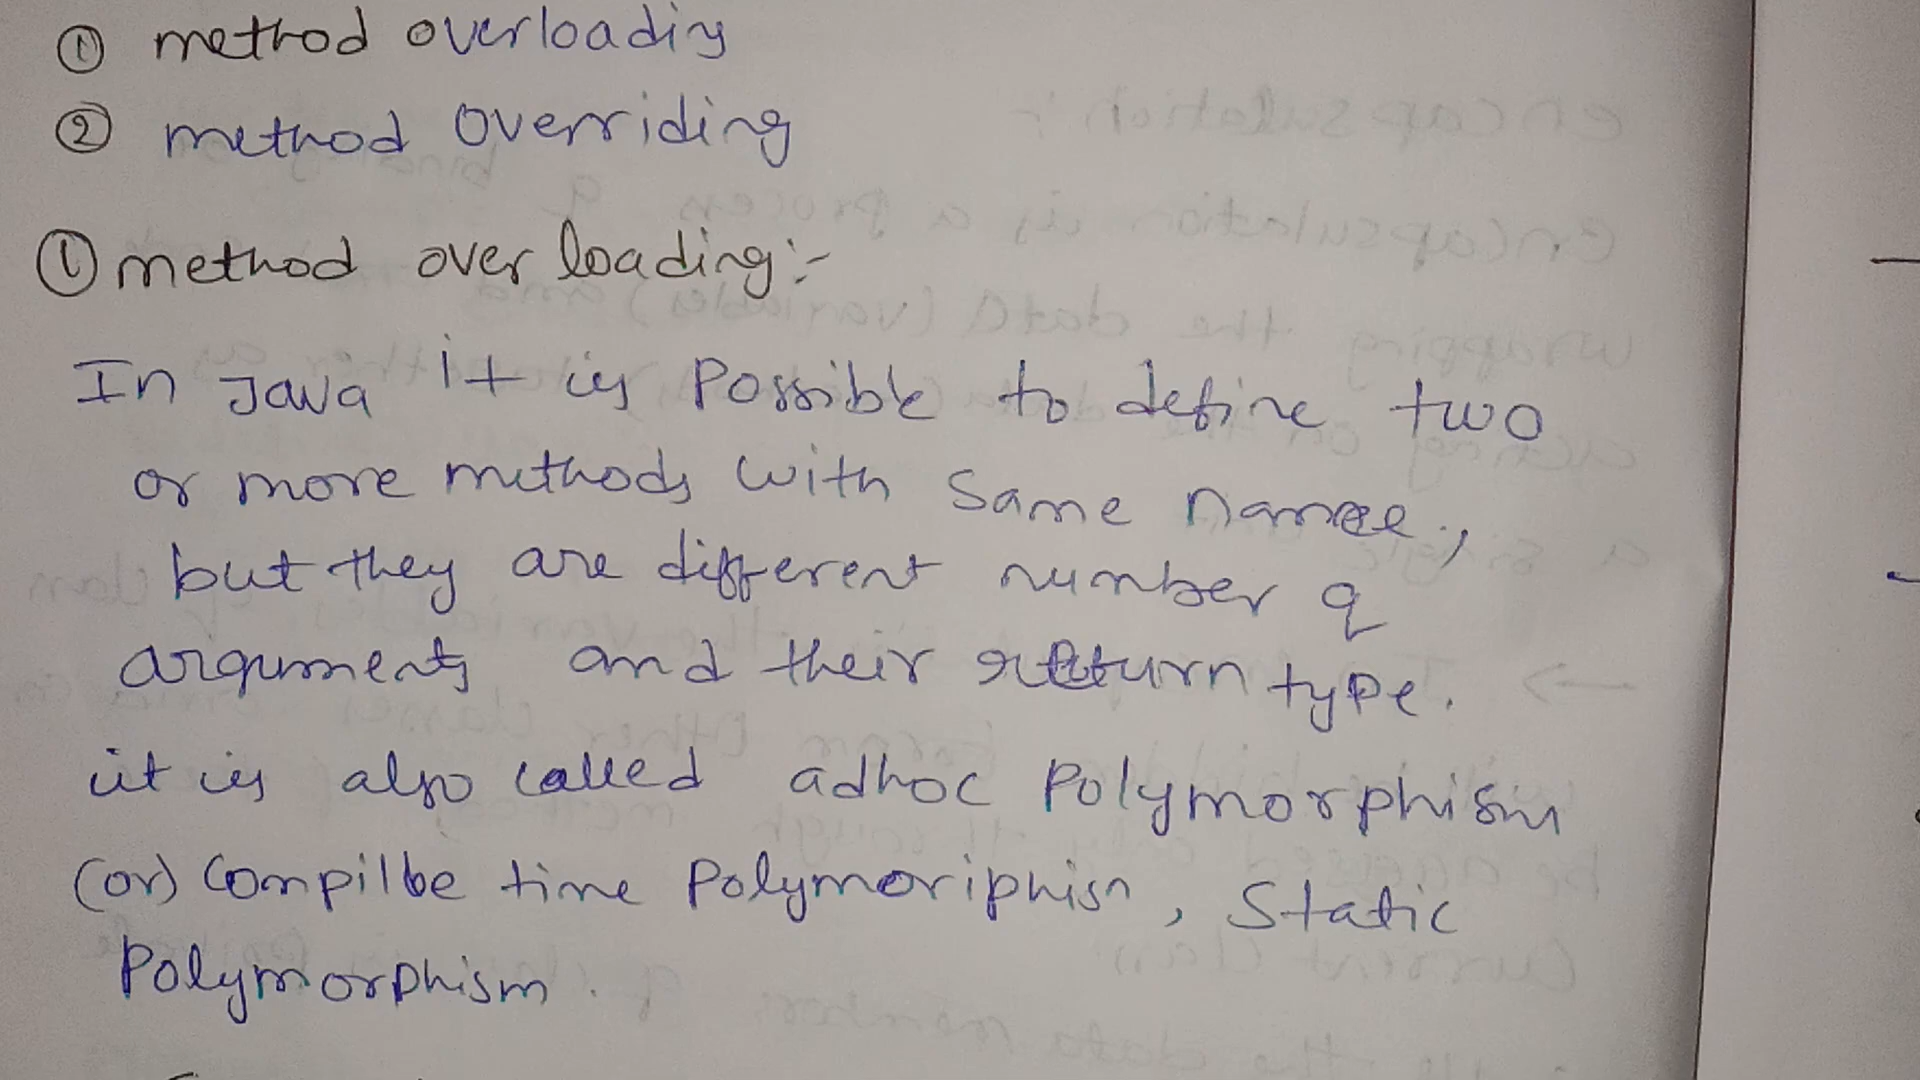 ① method overloading
② method overriding
① method over loading:-
In Java it is Possible to define two
or more methods with Same name,
but they are different number of
arguments and their return type.
it is also called adhoc Polymorphism
(or) Compilbe time Polymoriphism, Static
Polymorphism.